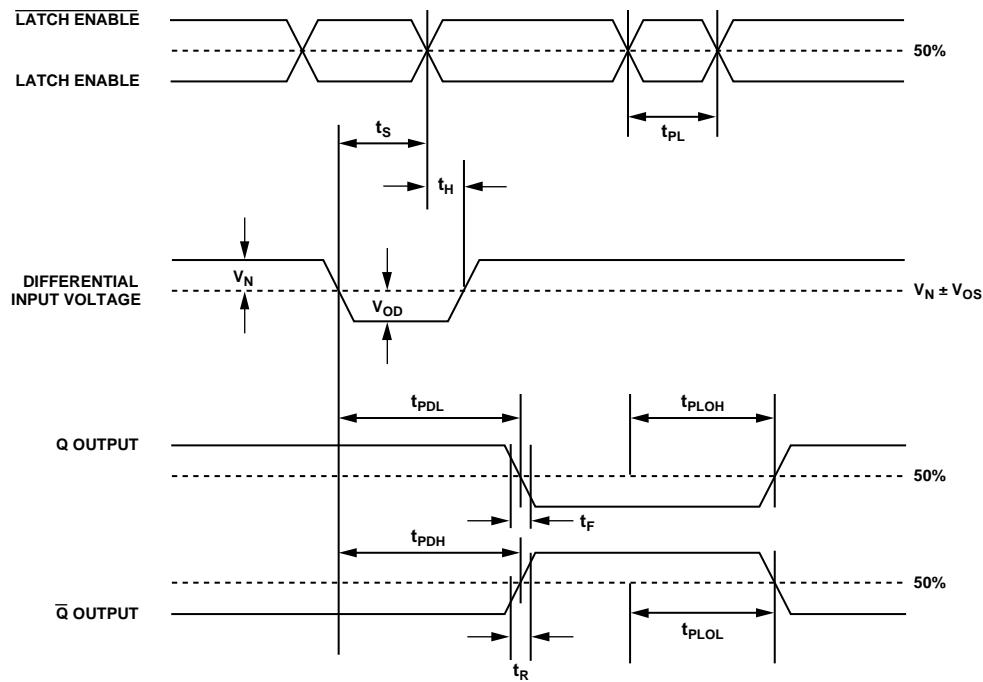 LATCH ENABLE
50%
LATCH ENABLE
tS
tPL
tH
VN
DIFFERENTIAL
INPUT VOLTAGE
VOD
VN ± VOS
tPDL
tPLOH
Q OUTPUT
50%
tF
tPDH
50%
Q̅ OUTPUT
tPLOL
tR